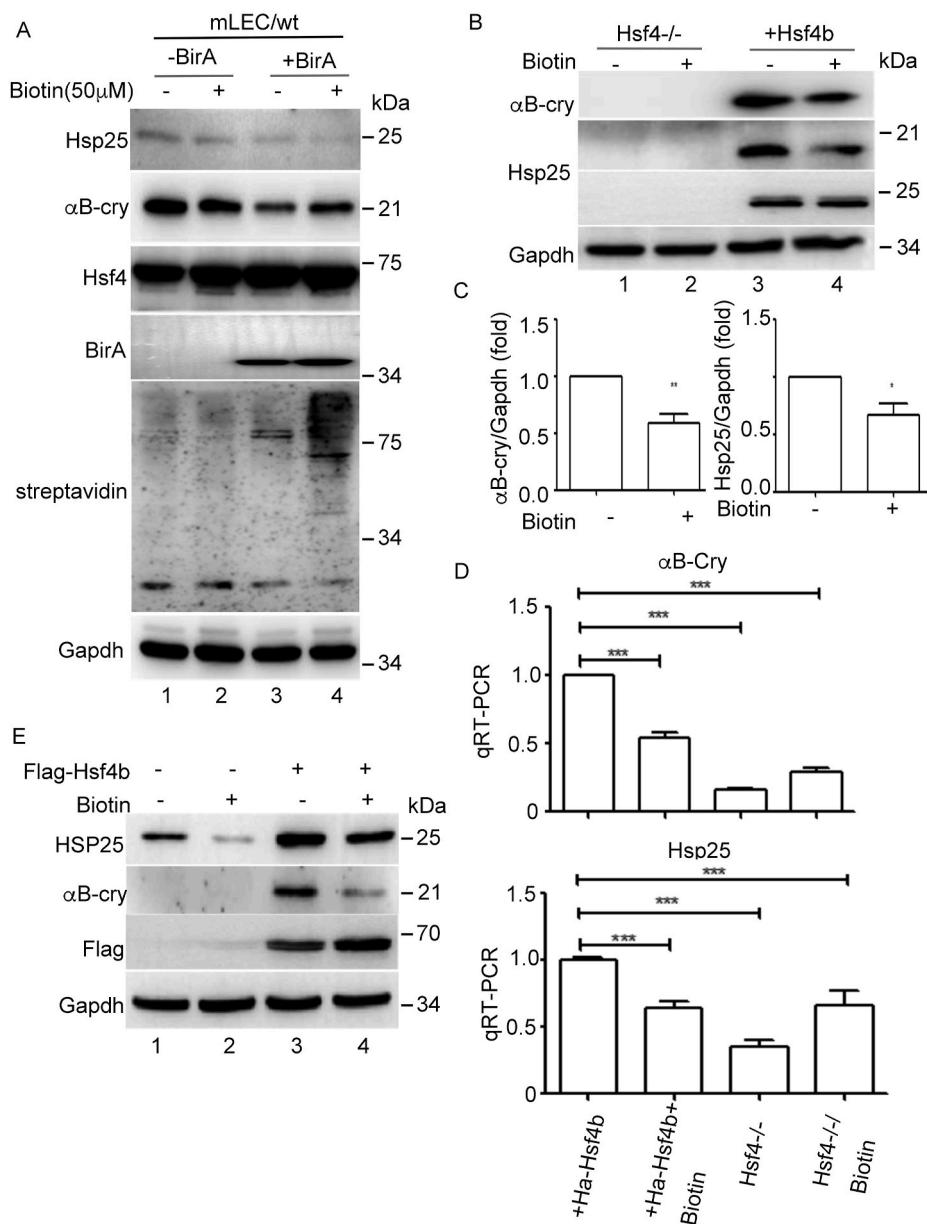 A
mLEC/wt
-BirA +BirA
Biotin(50μM) - + - + kDa
Hsp25 – 25
αB-cry – 21
Hsf4 – 75
BirA – 34
streptavidin – 75
– 34
Gapdh – 34
1 2 3 4
B
Hsf4-/- +Hsf4b
Biotin - + - + kDa
αB-cry
– 21
Hsp25
– 25
Gapdh – 34
1 2 3 4
C
αB-cry/Gapdh (fold)
1.5
1.0
0.5
0.0
**
Biotin - +
Hsp25/Gapdh (fold)
1.5
1.0
0.5
0.0
*
Biotin - +
D
αB-Cry
qRT-PCR
1.5
1.0
0.5
0
***
***
***
Hsp25
qRT-PCR
1.5
1.0
0.5
0
***
***
***
+Ha-Hsf4b
+Ha-Hsf4b+
Biotin
Hsf4-/-
Hsf4-/-/
Biotin
E
Flag-Hsf4b - - + +
Biotin - + - + kDa
HSP25 – 25
αB-cry – 21
Flag – 70
Gapdh – 34
1 2 3 4